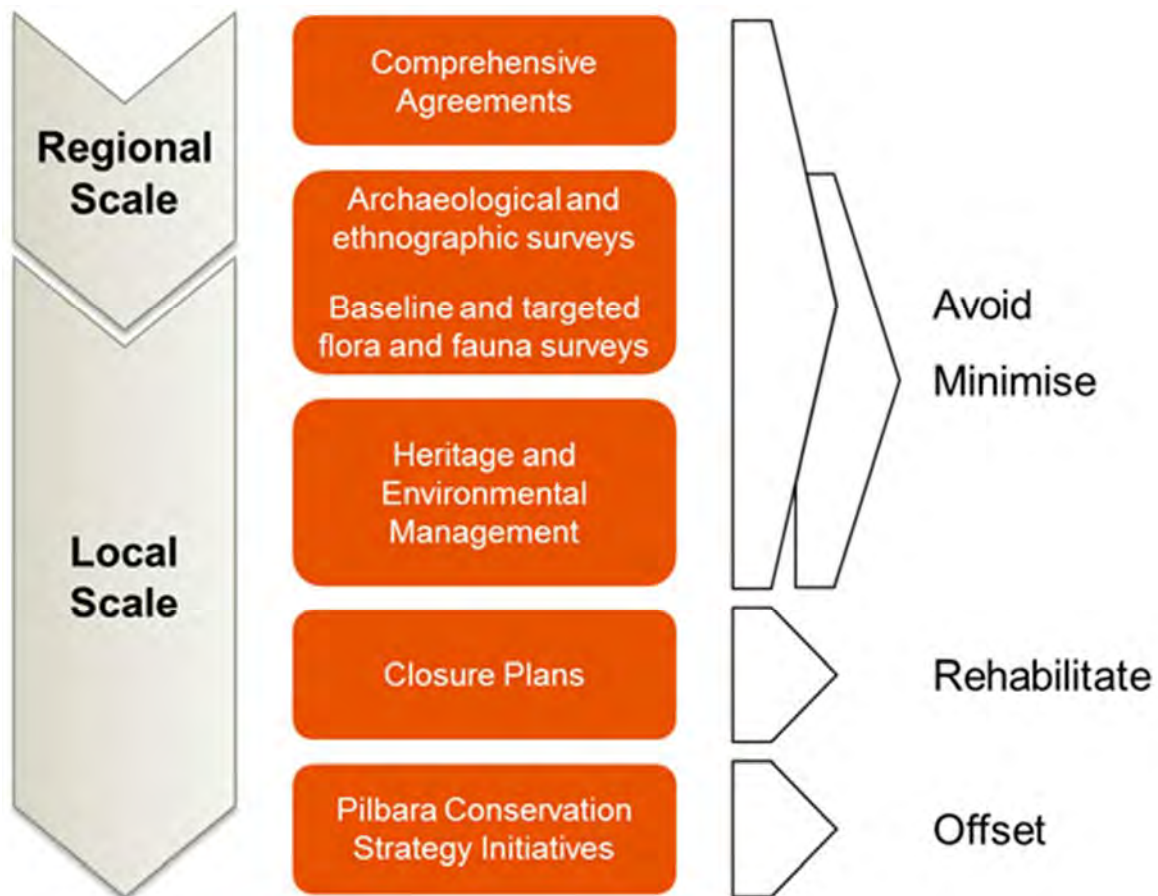 Regional
Scale
Local
Scale
Comprehensive
Agreements
Archaeological and
ethnographic surveys
Baseline and targeted
flora and fauna surveys
Heritage and
Environmental
Management
Closure Plans
Pilbara Conservation
Strategy Initiatives
Avoid
Minimise
Rehabilitate
Offset